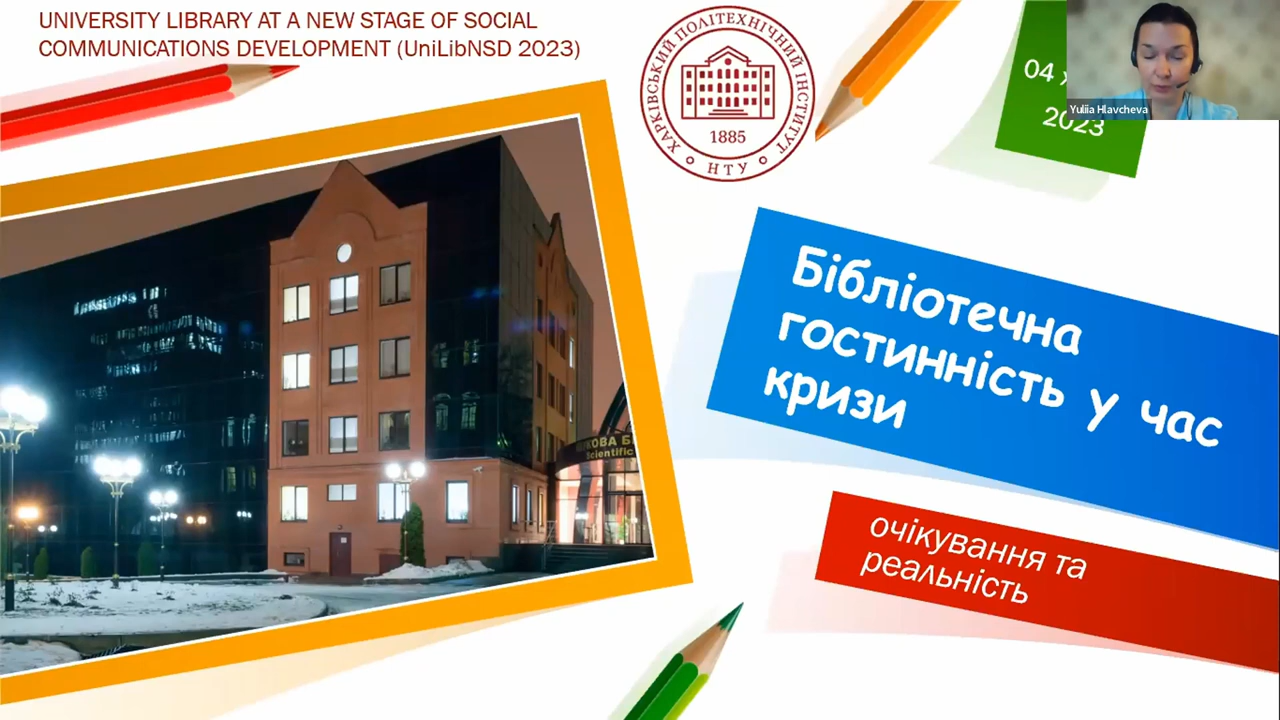 UNIVERSITY LIBRARY AT A NEW STAGE OF SOCIAL
COMMUNICATIONS DEVELOPMENT (UniLibNSD 2023)
ХАРКІВСЬКИЙ ПОЛІТЕХНІЧНИЙ ІНСТИТУТ
1885
НТУ
04
2023
Yuliia Hlavcheva
Бібліотечна
гостинність у час
кризи
очікування та
реальність
Scientific